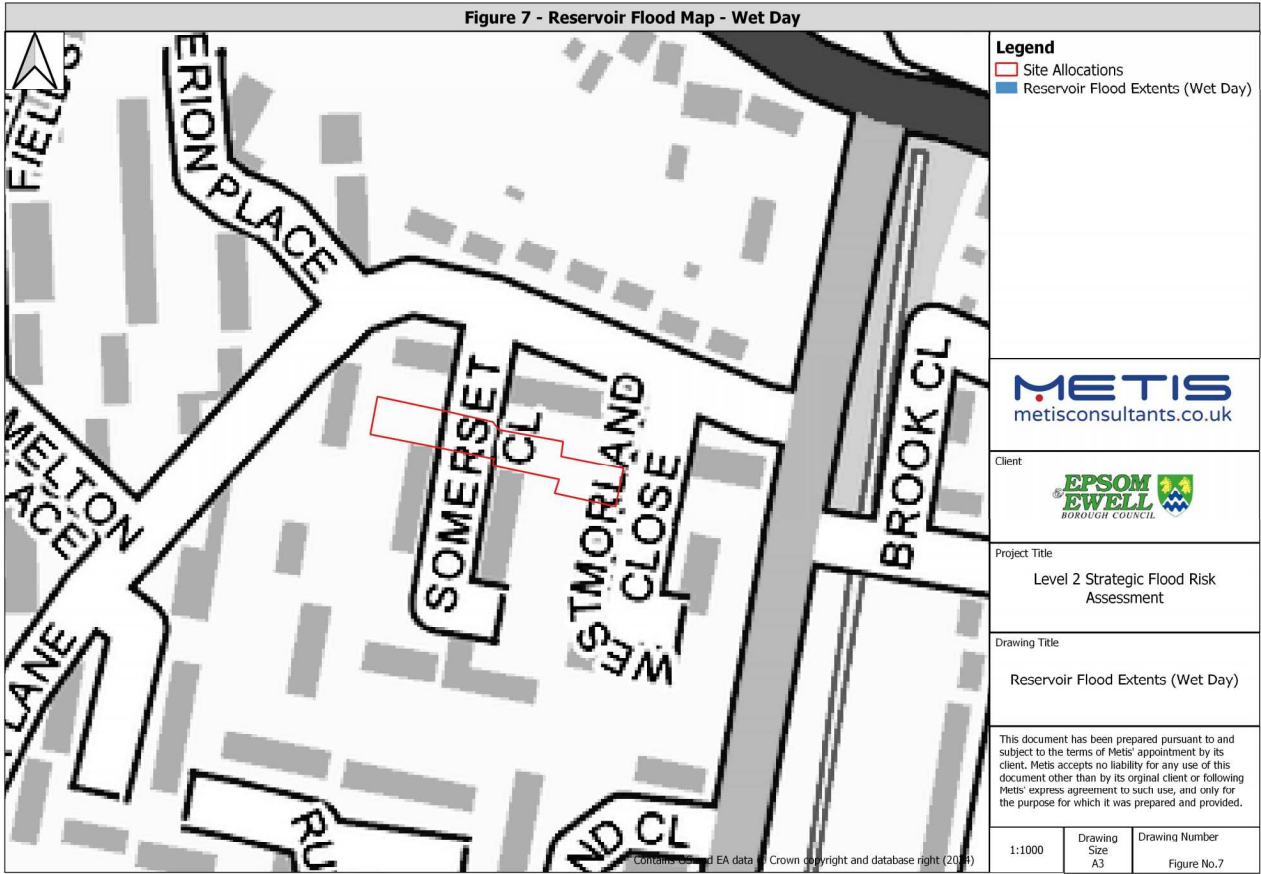 Figure 7 - Reservoir Flood Map - Wet Day
FIELDS
ERION PLACE
MELTON
ACE
LANE
SOMERSET
CL
WESTMORLAND
CLOSE
BROOK CL
RU
ND CL
Contains OS and EA data © Crown copyright and database right (2024)
Legend
Site Allocations
Reservoir Flood Extents (Wet Day)
METIS
metisconsultants.co.uk
Client
EPSOM
& EWELL
BOROUGH COUNCIL
Project Title
Level 2 Strategic Flood Risk
Assessment
Drawing Title
Reservoir Flood Extents (Wet Day)
This document has been prepared pursuant to and
subject to the terms of Metis' appointment by its
client. Metis accepts no liability for any use of this
document other than by its orginal client or following
Metis' express agreement to such use, and only for
the purpose for which it was prepared and provided.
1:1000
Drawing
Size
A3
Drawing Number
Figure No.7